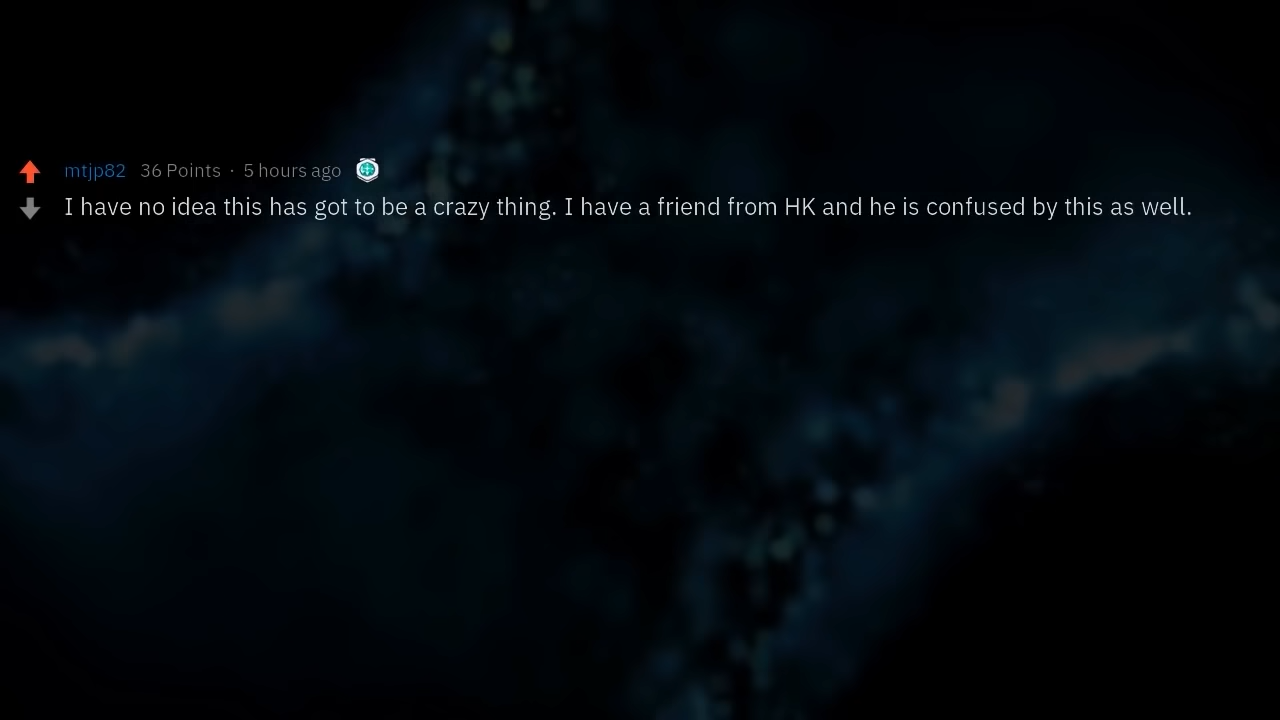 mtjp82 36 Points · 5 hours ago
I have no idea this has got to be a crazy thing. I have a friend from HK and he is confused by this as well.